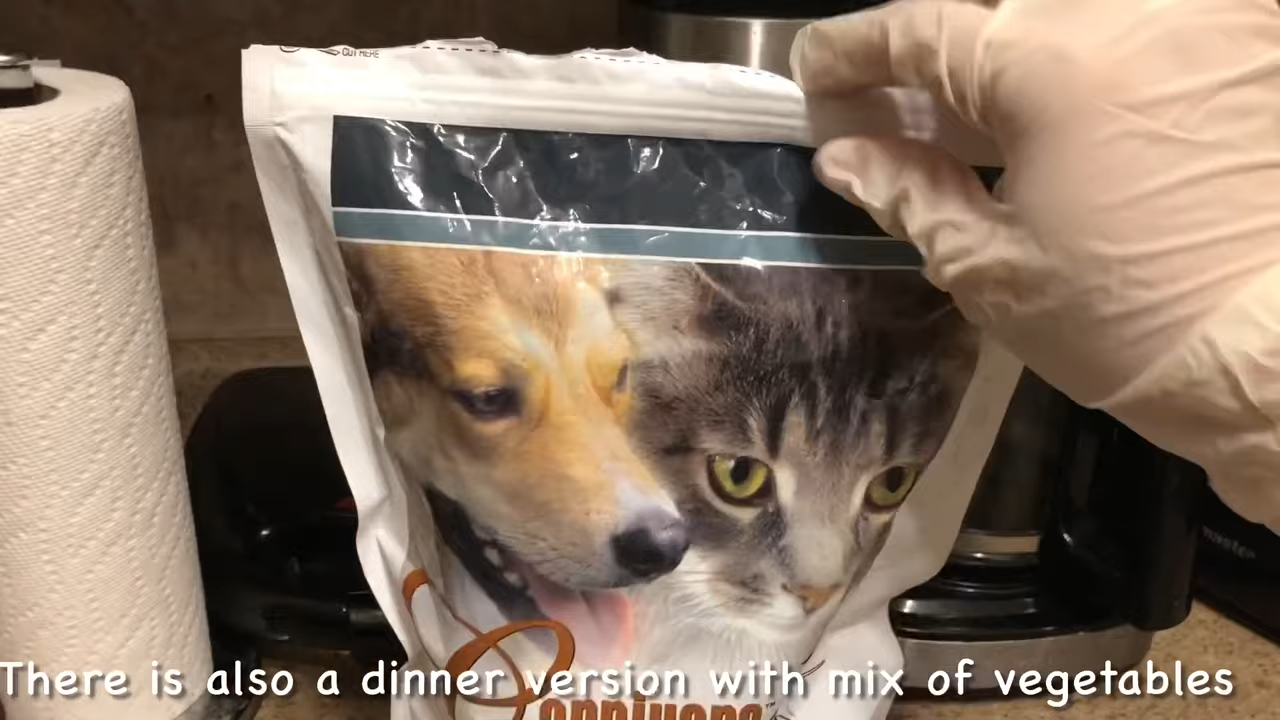 CUT HERE
There is also a dinner version with mix of vegetables